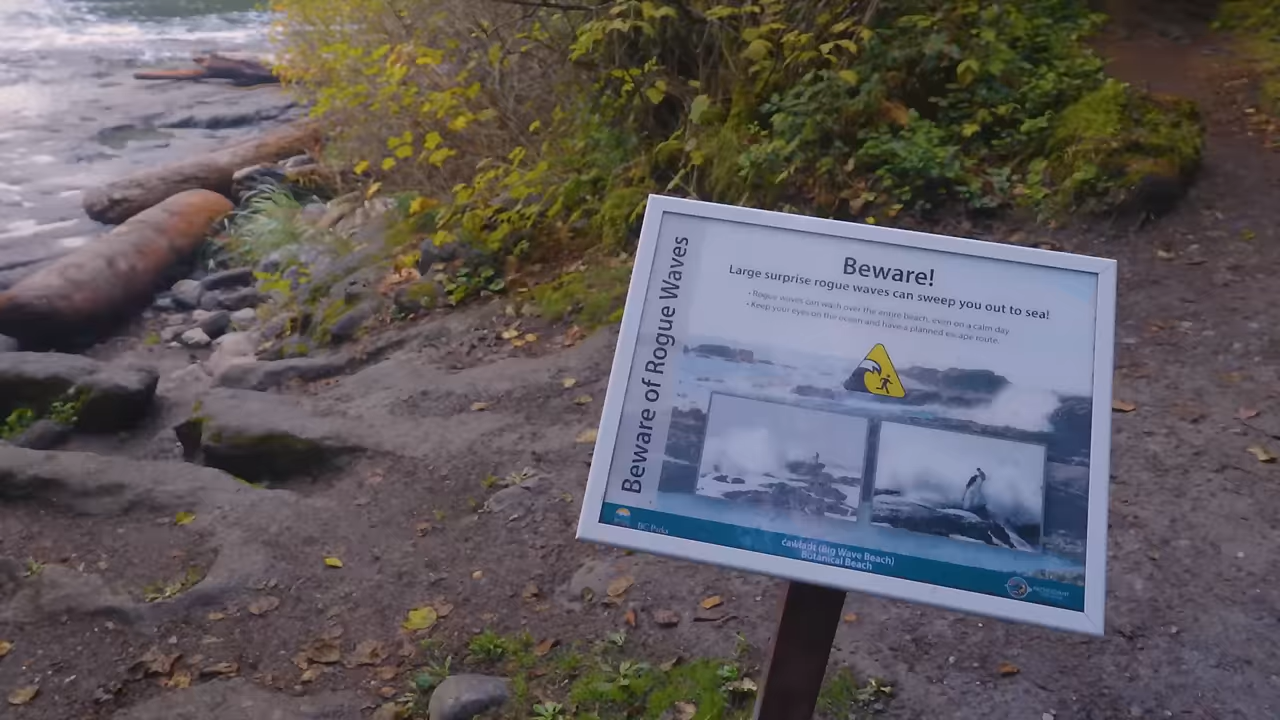 Beware of Rogue Waves
Beware!
Large surprise rogue waves can sweep you out to sea!
• Rogue waves can wash over the entire beach, even on a calm day
• Keep your eyes on the ocean and have a planned escape route.
BC Parks
(Big Wave Beach)
Botanical Beach